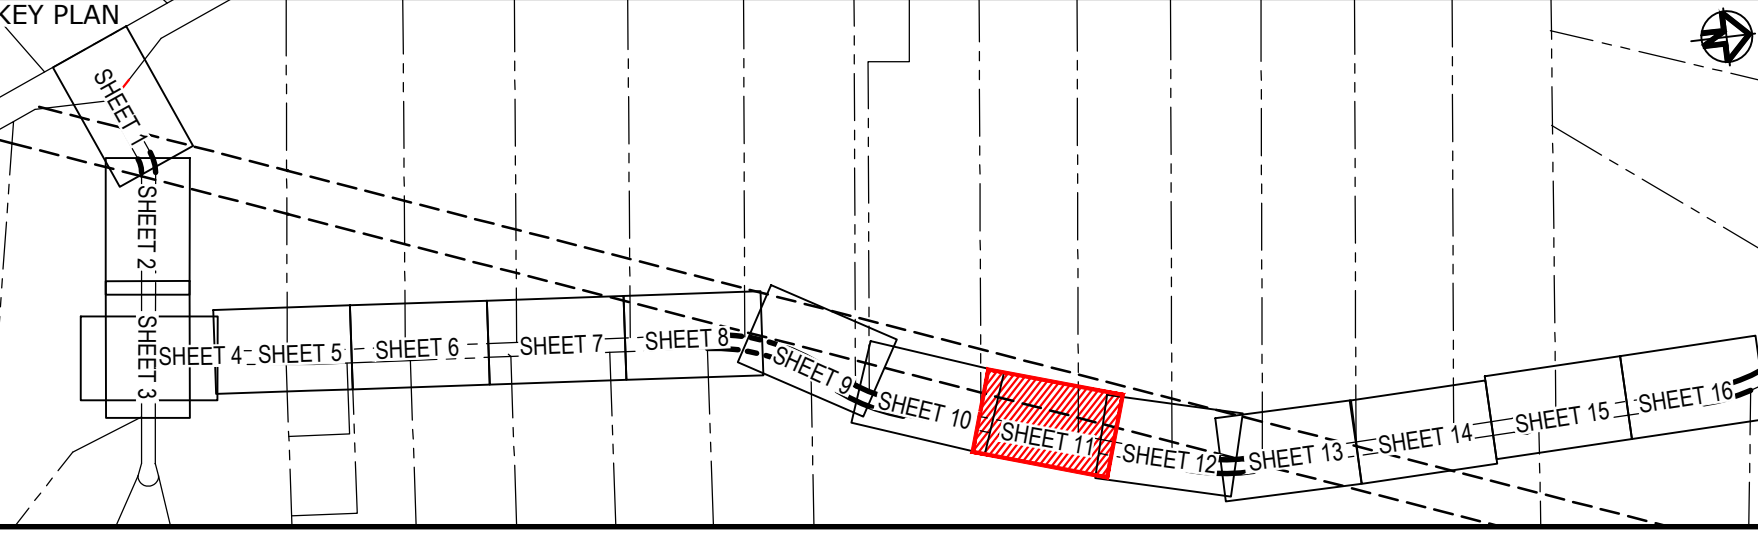 KEY PLAN
N
SHEET 1
SHEET 2
SHEET 3
SHEET 4
SHEET 5
SHEET 6
SHEET 7
SHEET 8
SHEET 9
SHEET 10
SHEET 11
SHEET 12
SHEET 13
SHEET 14
SHEET 15
SHEET 16